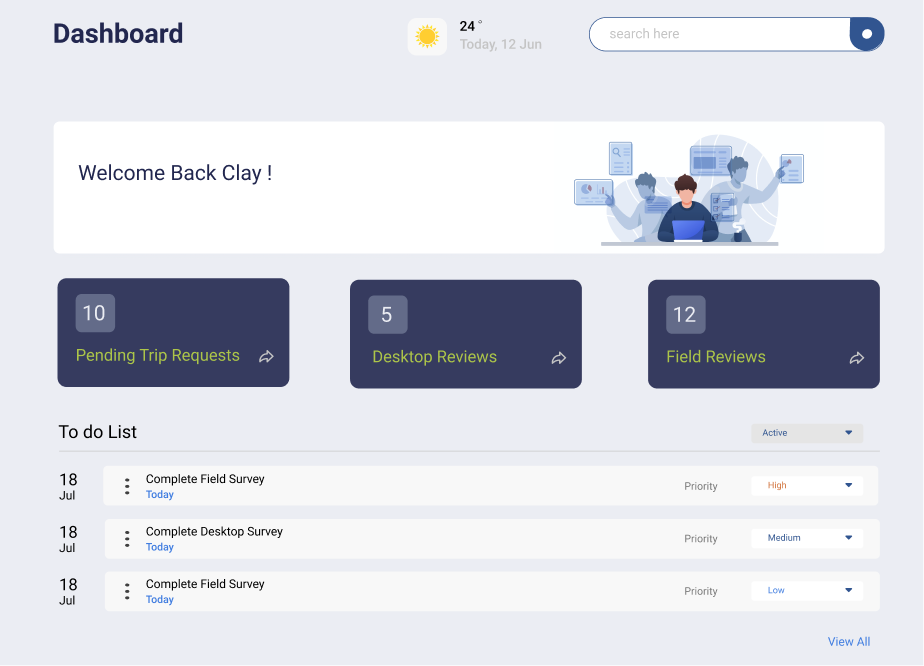 Dashboard
24°
Today, 12 Jun
search here
Welcome Back Clay !
10
Pending Trip Requests
5
Desktop Reviews
12
Field Reviews
To do List
Active
18
Jul
Complete Field Survey
Today
Priority
High
18
Jul
Complete Desktop Survey
Today
Priority
Medium
18
Jul
Complete Field Survey
Today
Priority
Low
View All